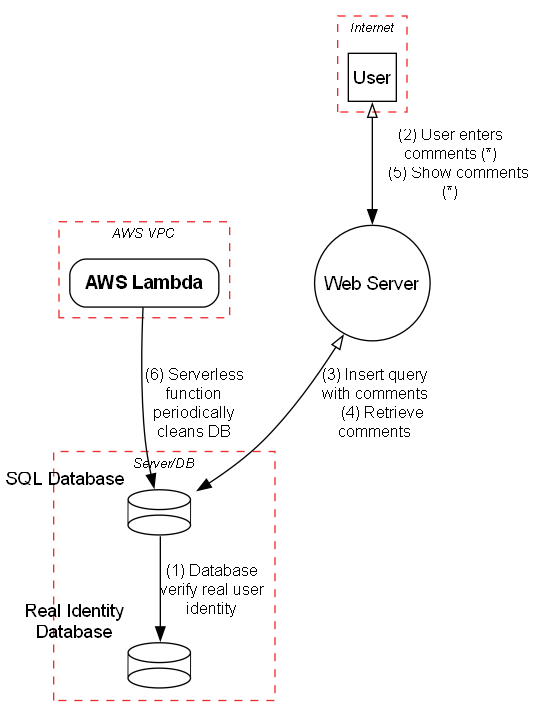 Internet
User
(2) User enters
comments (*)
(5) Show comments
(*)
AWS VPC
AWS Lambda
Web Server
(6) Serverless
function
periodically
cleans DB
(3) Insert query
with comments
(4) Retrieve
comments
Server/DB
SQL Database
(1) Database
verify real user
identity
Real Identity
Database